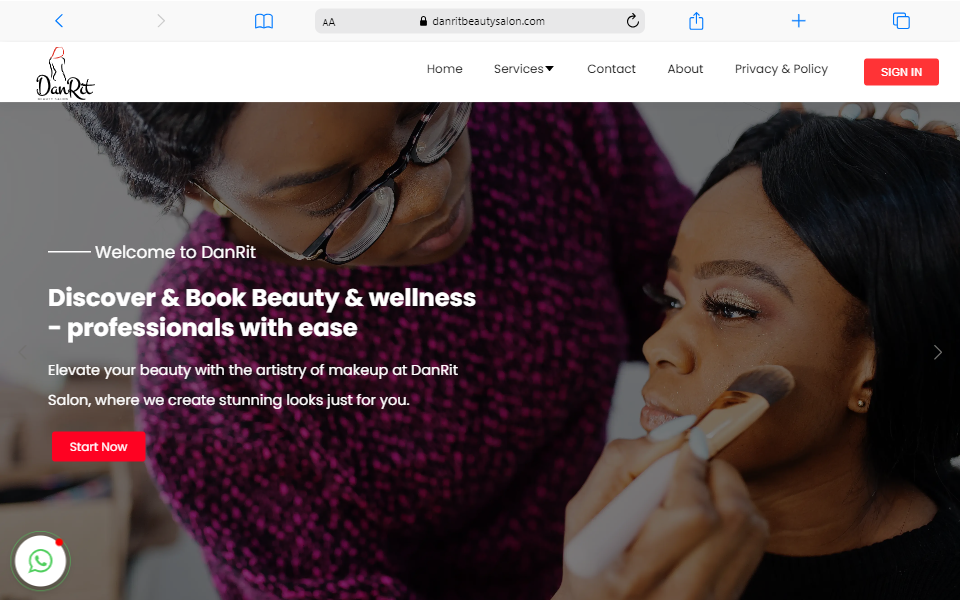 AA
danritbeautysalon.com
DanRit
BEAUTY SALON
Home
Services
Contact
About
Privacy & Policy
SIGN IN
Welcome to DanRit
Discover & Book Beauty & wellness
- professionals with ease
Elevate your beauty with the artistry of makeup at DanRit
Salon, where we create stunning looks just for you.
Start Now